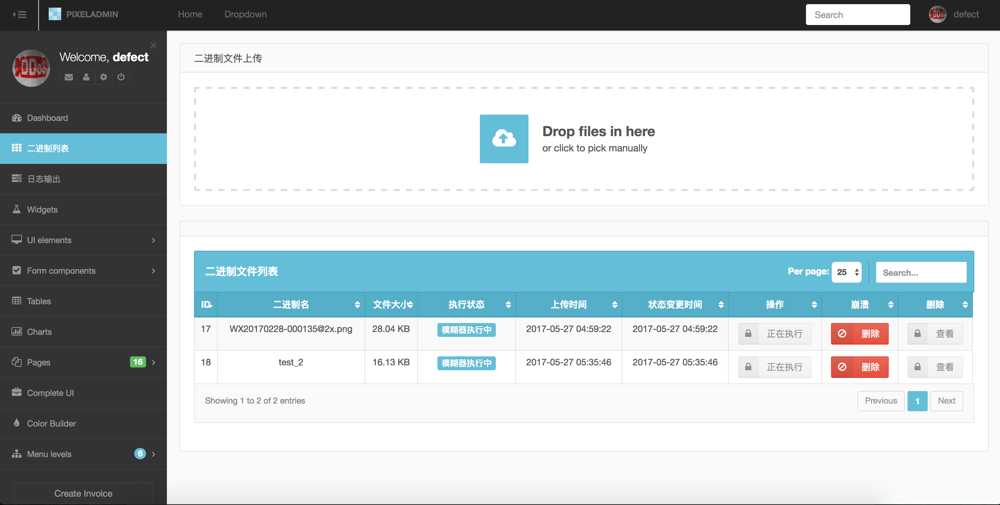 PIXELADMIN
Home
Dropdown
Search
defect
Welcome, defect
Dashboard
二进制列表
日志输出
Widgets
UI elements
Form components
Tables
Charts
Pages 16
Complete UI
Color Builder
Menu levels 6
Create Invoice
二进制文件上传
Drop files in here
or click to pick manually
二进制文件列表
Per page: 25
Search...
ID 二进制名 文件大小 执行状态 上传时间 状态变更时间 操作 崩溃 删除
17 WX20170228-000135@2x.png 28.04 KB 模糊器执行中 2017-05-27 04:59:22 2017-05-27 04:59:22 正在执行 删除 查看
18 test_2 16.13 KB 模糊器执行中 2017-05-27 05:35:46 2017-05-27 05:35:46 正在执行 删除 查看
Showing 1 to 2 of 2 entries
Previous 1 Next